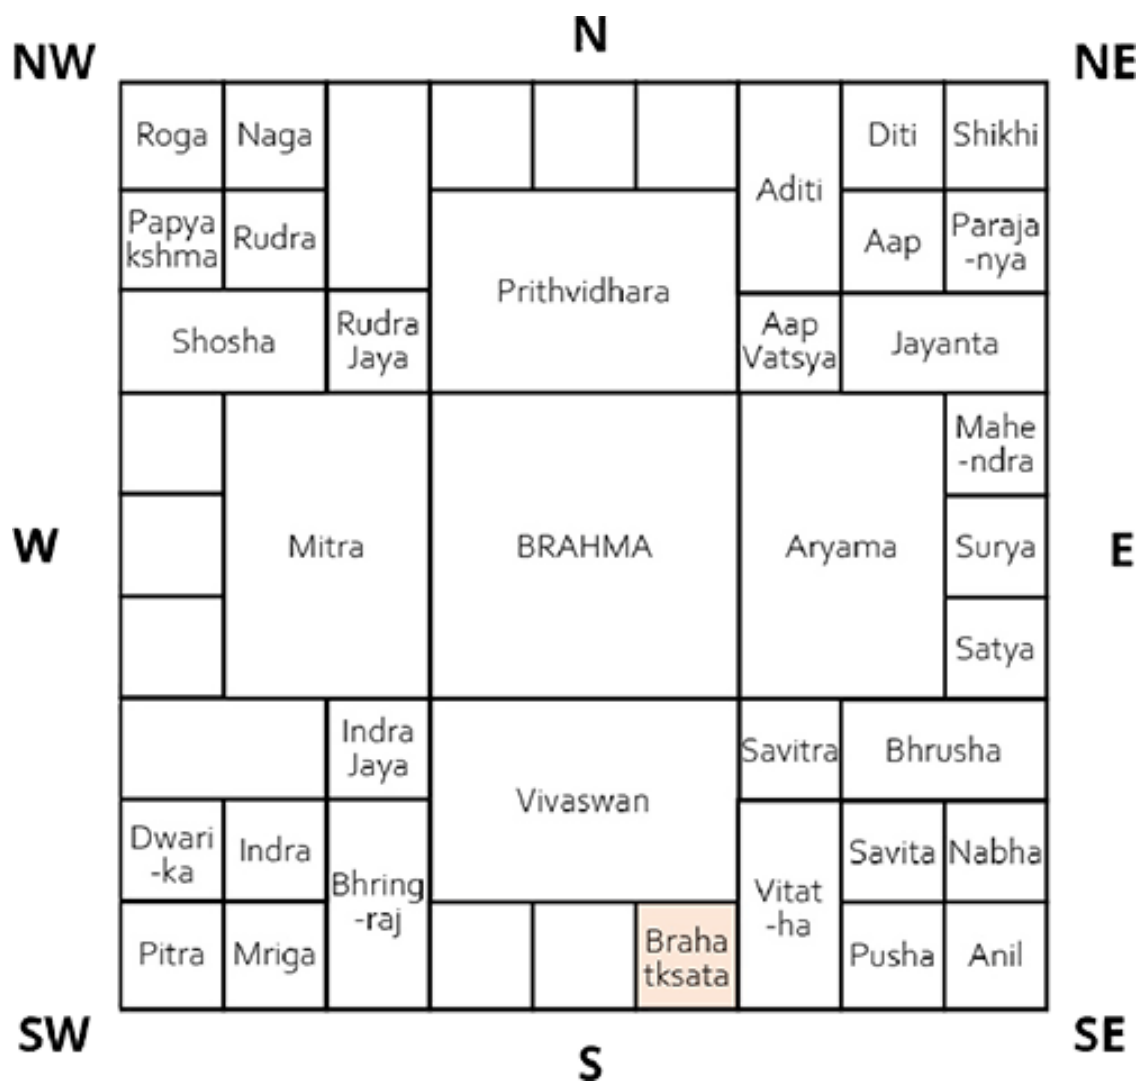 N
NW
NE
Roga
Naga
Aditi
Diti
Shikhi
Papya
kshma
Rudra
Prithvidhara
Aap
Paraja
-nya
Shosha
Rudra
Jaya
Aap
Vatsya
Jayanta
W
Mitra
BRAHMA
Aryama
Mahe
-ndra
Surya
Satya
E
Indra
Jaya
Vivaswan
Savitra
Bhrusha
Dwari
-ka
Indra
Bhring
-raj
Vitat
-ha
Savita
Nabha
Pitra
Mriga
Braha
tksata
Pusha
Anil
SW
S
SE